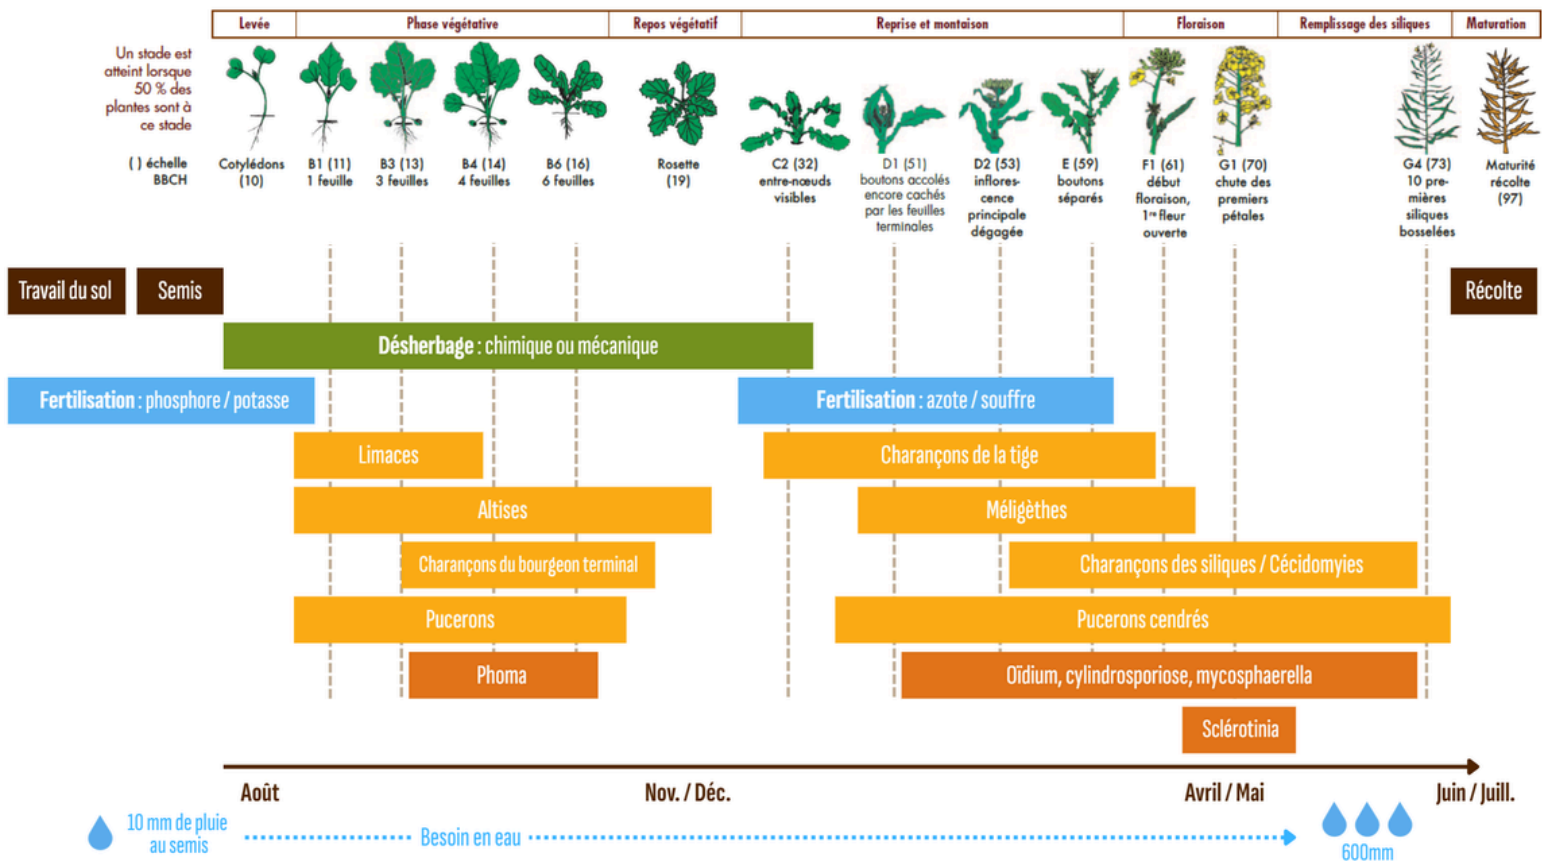 Levée
Phase végétative
Repos végétatif
Reprise et montaison
Floraison
Remplissage des siliques
Maturation
Un stade est
atteint lorsque
50 % des
plantes sont à
ce stade
( ) échelle
BBCH
Cotylédons
(10)
B1 (11)
1 feuille
B3 (13)
3 feuilles
B4 (14)
4 feuilles
B6 (16)
6 feuilles
Rosette
(19)
C2 (32)
entre-nœuds
visibles
D1 (51)
boutons accolés
encore cachés
par les feuilles
terminales
D2 (53)
inflores-
cence
principale
dégagée
E (59)
boutons
séparés
F1 (61)
début
floraison,
1re fleur
ouverte
G1 (70)
chute des
premiers
pétales
G4 (73)
10 pre-
mières
siliques
bosselées
Maturité
récolte
(97)
Travail du sol
Semis
Récolte
Désherbage : chimique ou mécanique
Fertilisation : phosphore / potasse
Fertilisation : azote / souffre
Limaces
Charançons de la tige
Altises
Méligèthes
Charançons du bourgeon terminal
Charançons des siliques / Cécidomyies
Pucerons
Pucerons cendrés
Phoma
Oïdium, cylindrosporiose, mycosphaerella
Sclérotinia
Août
Nov. / Déc.
Avril / Mai
Juin / Juill.
10 mm de pluie
au semis
Besoin en eau
600mm